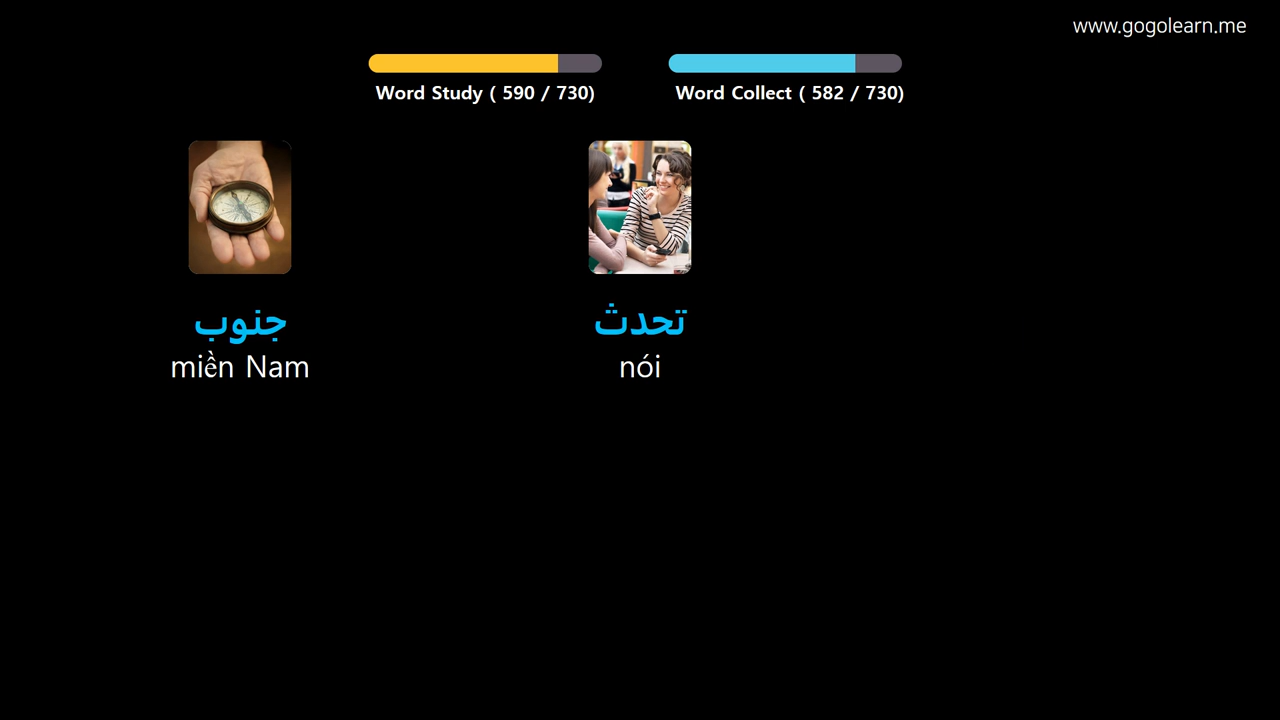 www.gogolearn.me
Word Study ( 590 / 730)
Word Collect ( 582 / 730)
جنوب
miền Nam
تحدث
nói